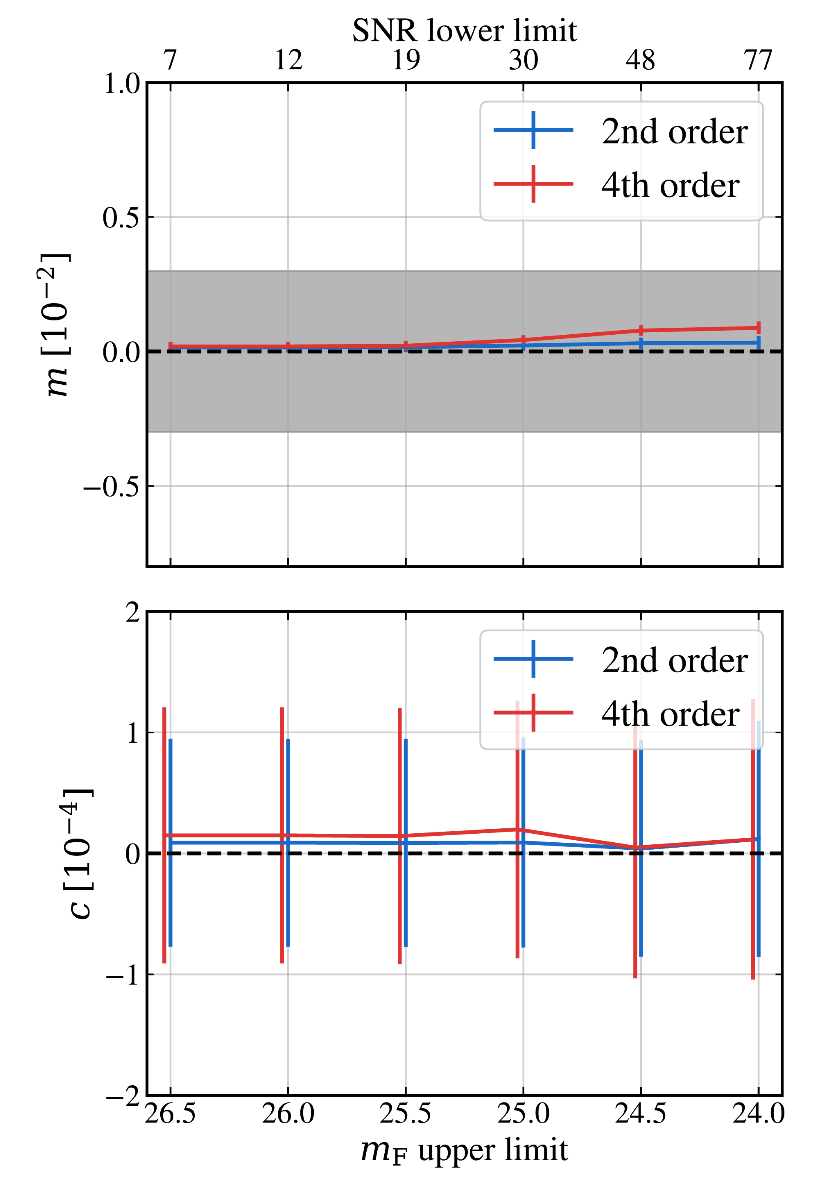 SNR lower limit
7 12 19 30 48 77
1.0
0.5
0.0
−0.5
m [10⁻²]
2nd order
4th order
2
1
0
−1
−2
c [10⁻⁴]
2nd order
4th order
26.5 26.0 25.5 25.0 24.5 24.0
m_F upper limit